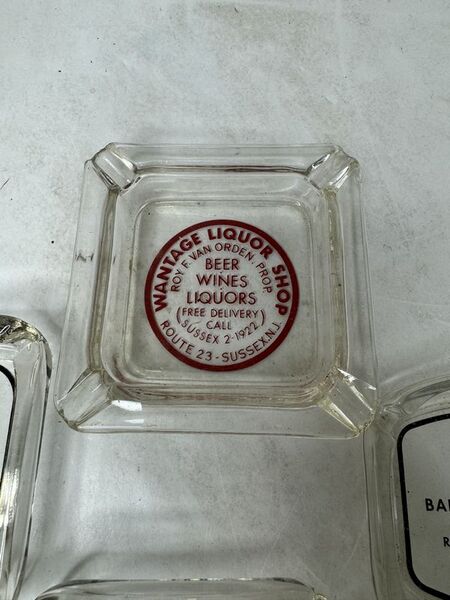 WANTAGE LIQUOR SHOP
ROY F. VAN ORDEN, PROP.
BEER
WINES
LIQUORS
(FREE DELIVERY
CALL
SUSSEX 2-1922)
ROUTE 23 - SUSSEX, N.J.